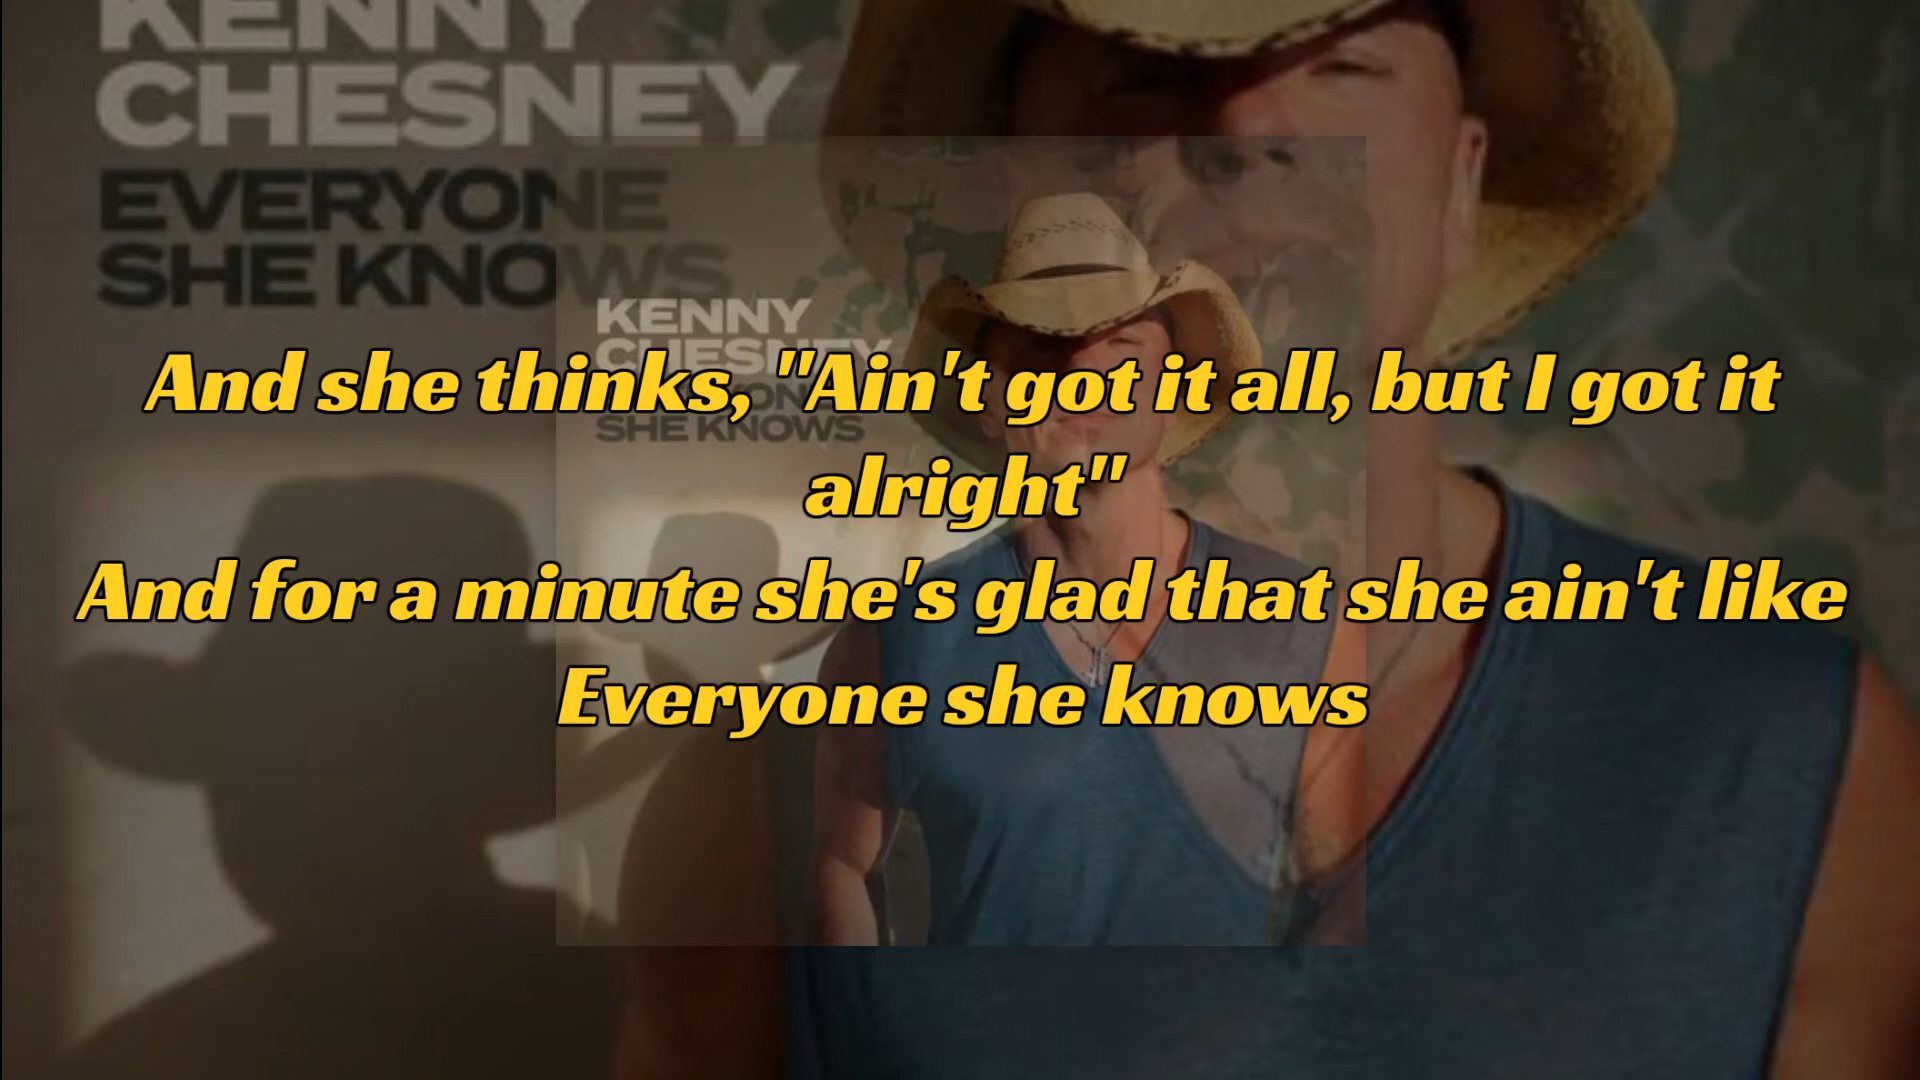 KENNY
CHESNEY
EVERYONE
SHE KNOWS
KENNY
CHESNEY
SHE KNOWS
And she thinks, "Ain't got it all, but I got it
alright"
And for a minute she's glad that she ain't like
Everyone she knows